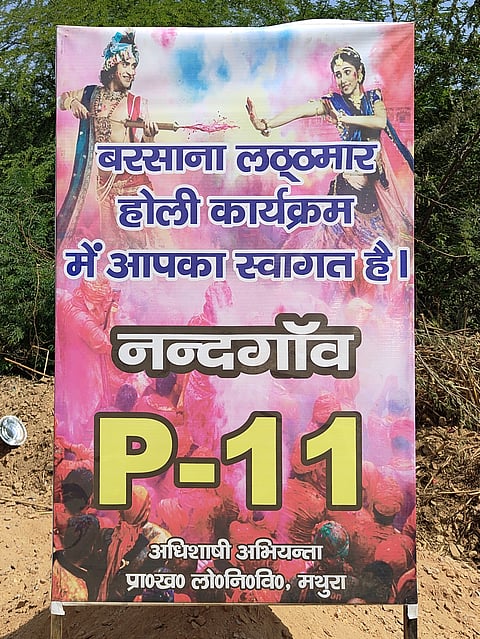 बरसाना लठ्ठमार
होली कार्यक्रम
में आपका स्वागत है।
नन्दगाँव
P-11
अधिशाषी अभियन्ता
प्रा०ख० लो०नि०वि०, मथुरा